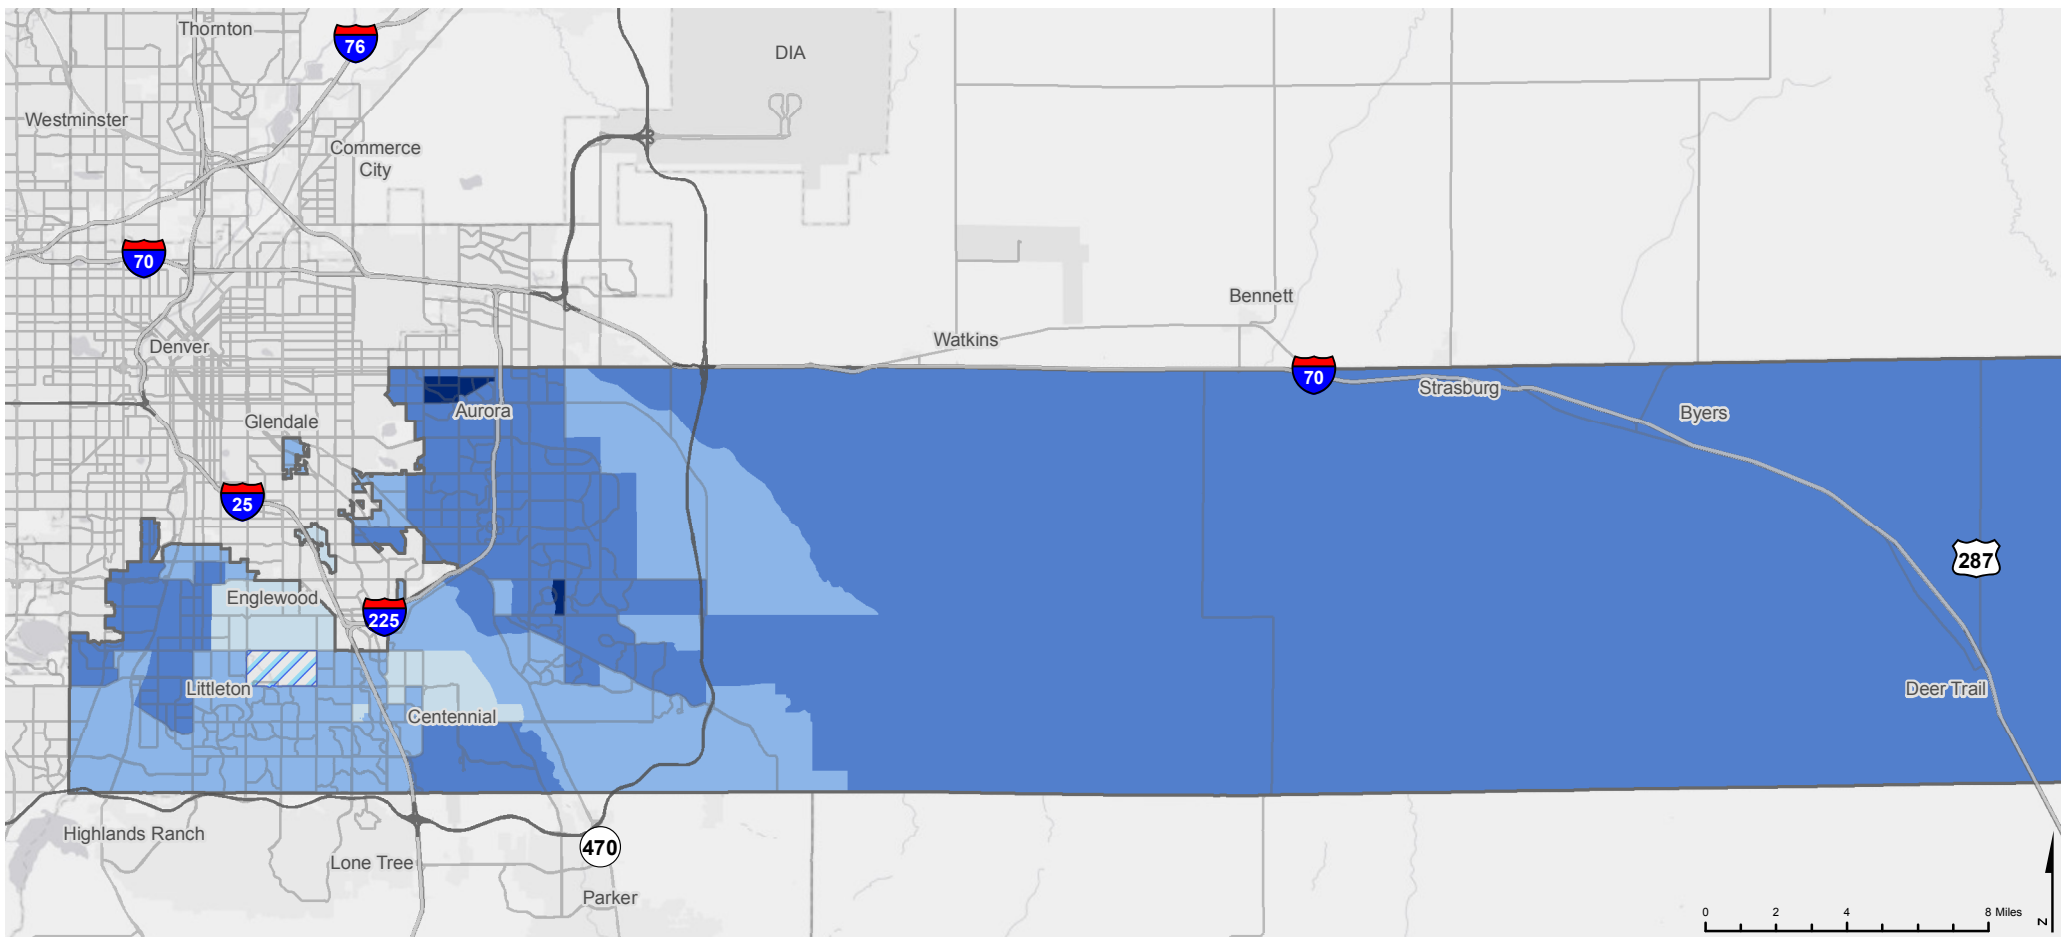 Thornton
76
DIA
Westminster
Commerce
City
70
Bennett
Watkins
Denver
70
Strasburg
Aurora
Byers
Glendale
25
287
Englewood
225
Littleton
Deer Trail
Centennial
Highlands Ranch
470
Lone Tree
Parker
0 2 4 8 Miles
N